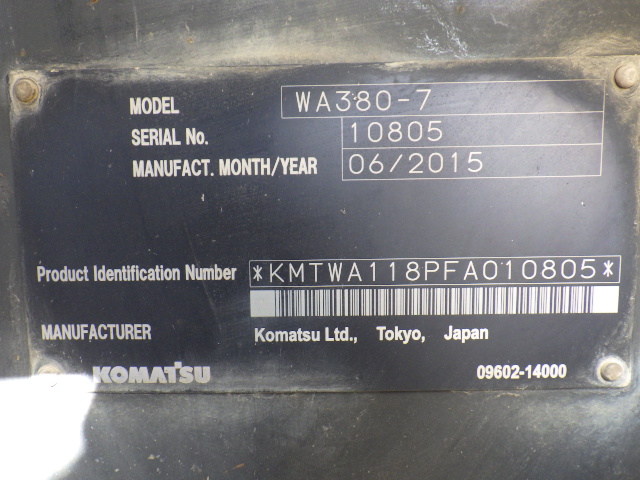 MODEL WA380-7
SERIAL No. 10805
MANUFACT. MONTH/YEAR 06/2015
Product Identification Number *KMTWA118PFA010805*
MANUFACTURER Komatsu Ltd., Tokyo, Japan
KOMATSU 09602-14000